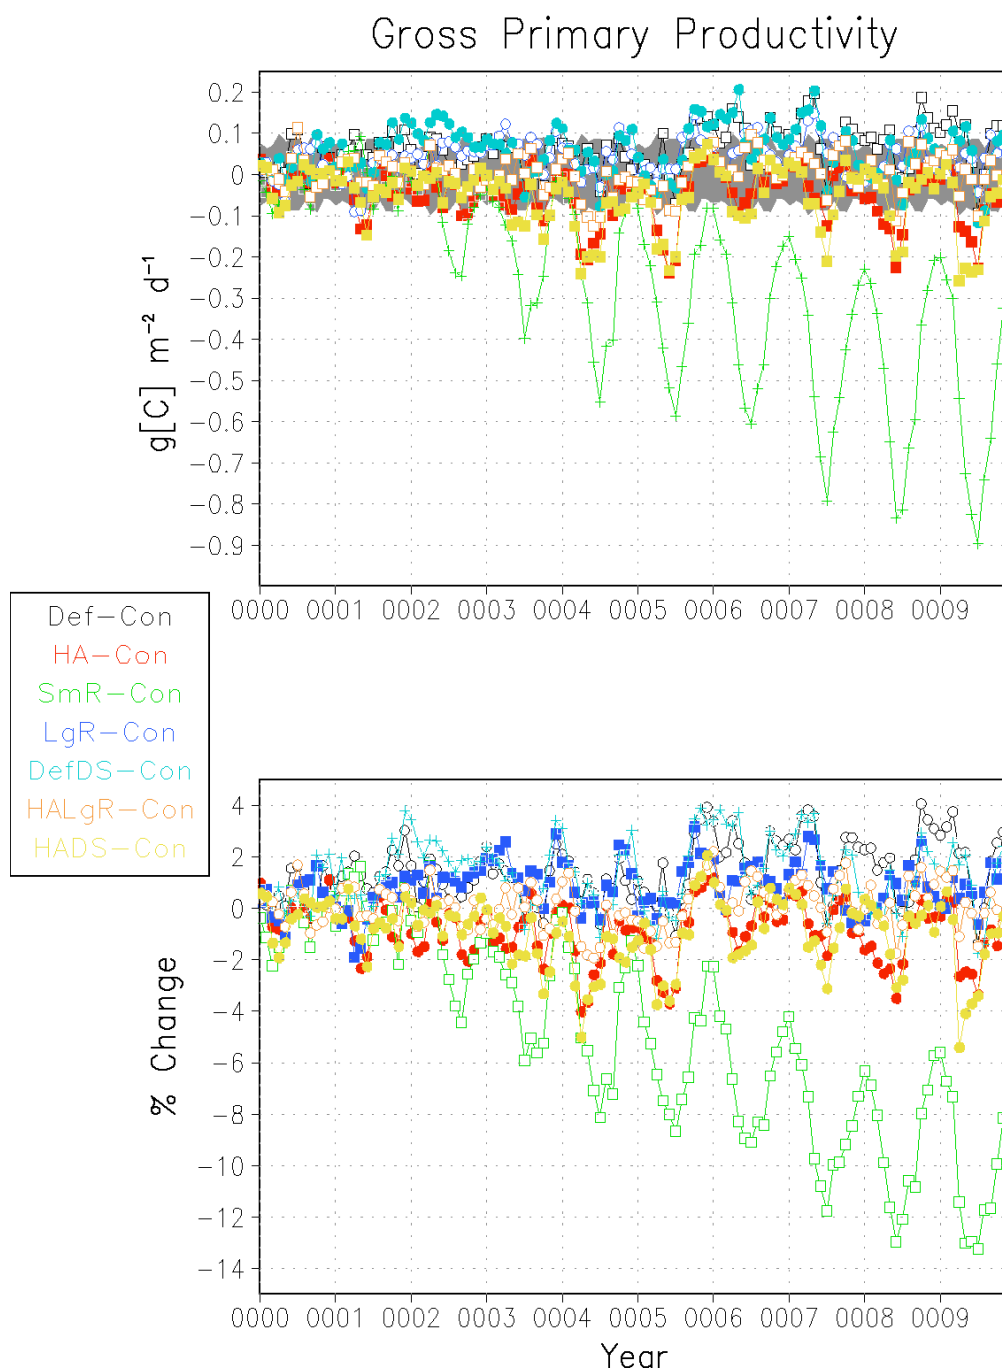 Gross Primary Productivity
0.2
0.1
0
−0.1
−0.2
−0.3
−0.4
−0.5
−0.6
−0.7
−0.8
−0.9
g[C] m⁻² d⁻¹
0000 0001 0002 0003 0004 0005 0006 0007 0008 0009
Def−Con
HA−Con
SmR−Con
LgR−Con
DefDS−Con
HALgR−Con
HADS−Con
4
2
0
−2
−4
−6
−8
−10
−12
−14
% Change
0000 0001 0002 0003 0004 0005 0006 0007 0008 0009
Year